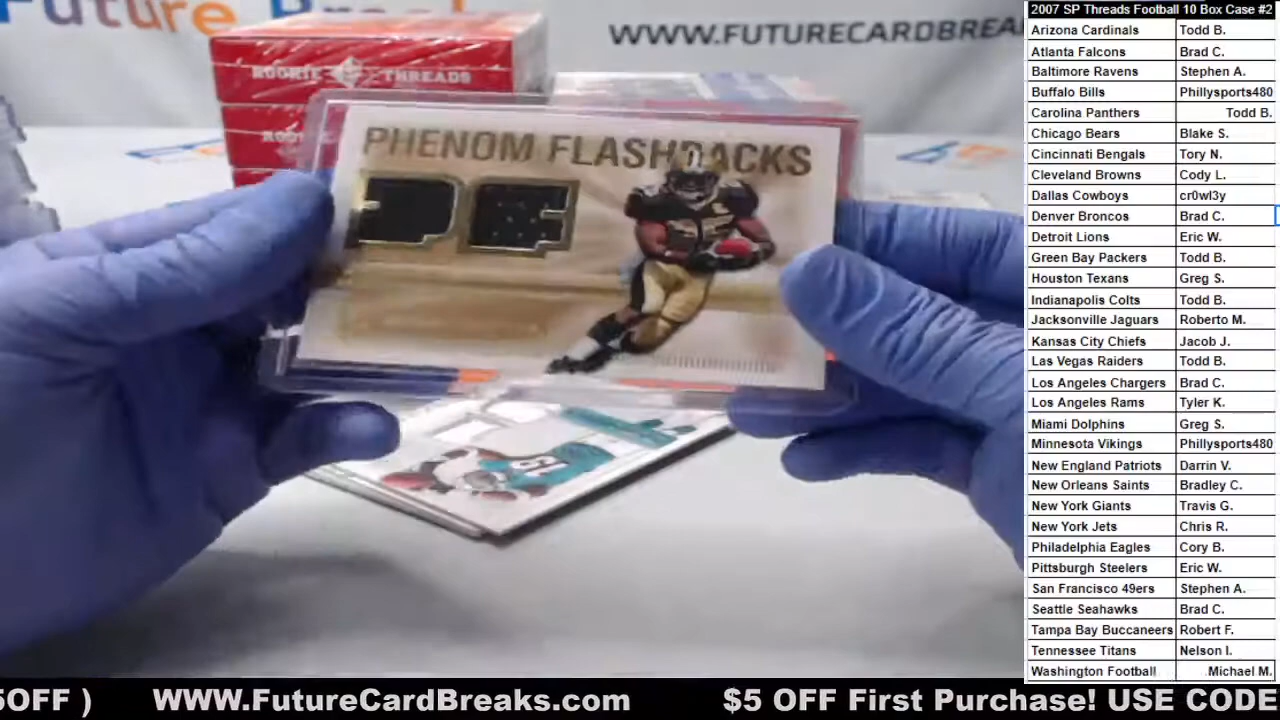 Future
Break
WWW.FUTURECARDBREA
ROOKIE THREADS
PHENOM FLASHBACKS
2007 SP Threads Football 10 Box Case #2
Arizona Cardinals Todd B.
Atlanta Falcons Brad C.
Baltimore Ravens Stephen A.
Buffalo Bills Phillysports480
Carolina Panthers Todd B.
Chicago Bears Blake S.
Cincinnati Bengals Tory N.
Cleveland Browns Cody L.
Dallas Cowboys cr0wl3y
Denver Broncos Brad C.
Detroit Lions Eric W.
Green Bay Packers Todd B.
Houston Texans Greg S.
Indianapolis Colts Todd B.
Jacksonville Jaguars Roberto M.
Kansas City Chiefs Jacob J.
Las Vegas Raiders Todd B.
Los Angeles Chargers Brad C.
Los Angeles Rams Tyler K.
Miami Dolphins Greg S.
Minnesota Vikings Phillysports480
New England Patriots Darrin V.
New Orleans Saints Bradley C.
New York Giants Travis G.
New York Jets Chris R.
Philadelphia Eagles Cory B.
Pittsburgh Steelers Eric W.
San Francisco 49ers Stephen A.
Seattle Seahawks Brad C.
Tampa Bay Buccaneers Robert F.
Tennessee Titans Nelson I.
Washington Football Michael M.
5OFF ) WWW.FutureCardBreaks.com $5 OFF First Purchase! USE CODE